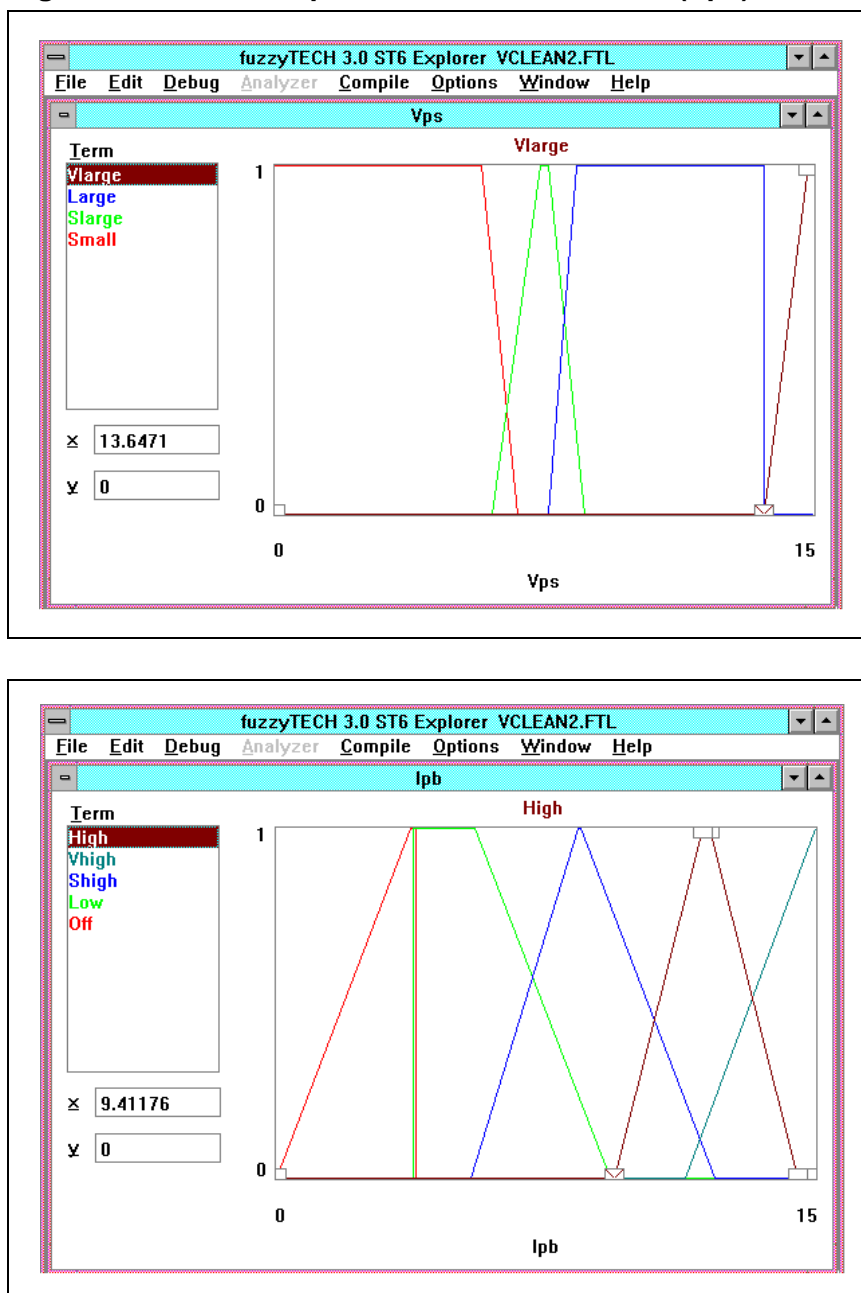 fuzzyTECH 3.0 ST6 Explorer VCLEAN2.FTL
File Edit Debug Analyzer Compile Options Window Help
Vps
Term
Vlarge
Large
Slarge
Small
x 13.6471
y 0
Vlarge
1
0
0 15
Vps
fuzzyTECH 3.0 ST6 Explorer VCLEAN2.FTL
File Edit Debug Analyzer Compile Options Window Help
Ipb
Term
High
Vhigh
Shigh
Low
Off
x 9.41176
y 0
High
1
0
0 15
Ipb